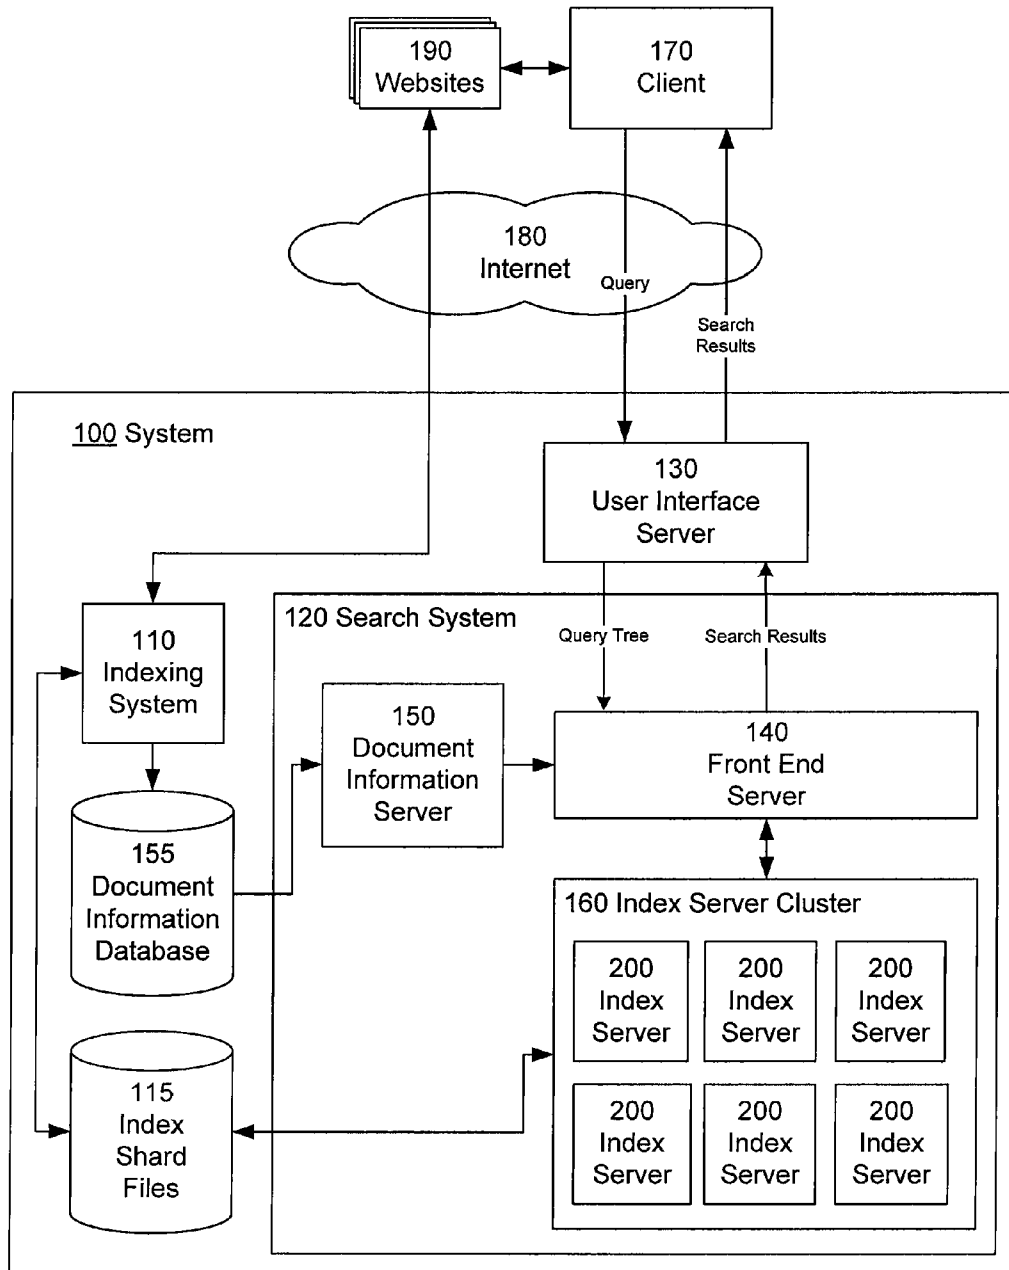 190
Websites
170
Client
180
Internet
Query
Search
Results
100 System
130
User Interface
Server
120 Search System
Query Tree
Search Results
110
Indexing
System
150
Document
Information
Server
140
Front End
Server
155
Document
Information
Database
160 Index Server Cluster
200
Index
Server
200
Index
Server
200
Index
Server
115
Index
Shard
Files
200
Index
Server
200
Index
Server
200
Index
Server